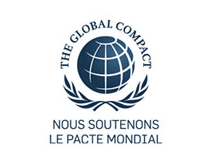 THE GLOBAL COMPACT
NOUS SOUTENONS
LE PACTE MONDIAL